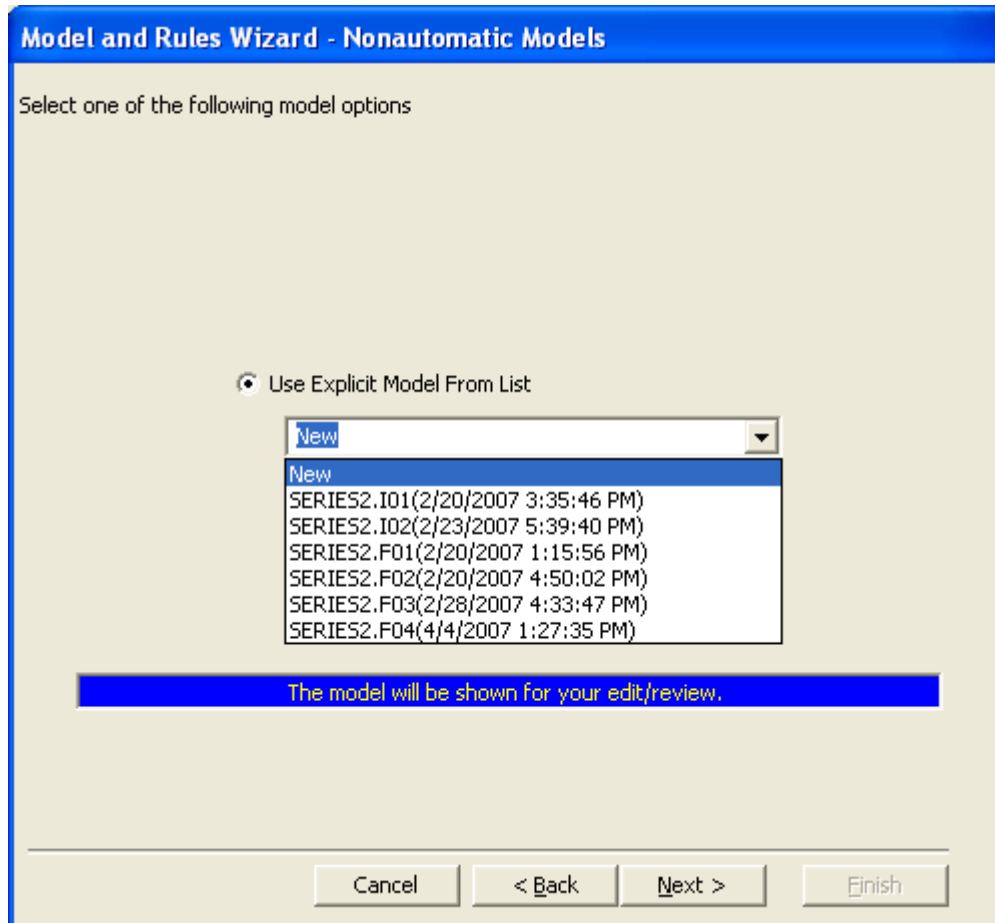 Model and Rules Wizard - Nonautomatic Models
Select one of the following model options
Use Explicit Model From List
New
New
SERIES2.I01(2/20/2007 3:35:46 PM)
SERIES2.I02(2/23/2007 5:39:40 PM)
SERIES2.F01(2/20/2007 1:15:56 PM)
SERIES2.F02(2/20/2007 4:50:02 PM)
SERIES2.F03(2/28/2007 4:33:47 PM)
SERIES2.F04(4/4/2007 1:27:35 PM)
The model will be shown for your edit/review.
Cancel < Back Next > Finish